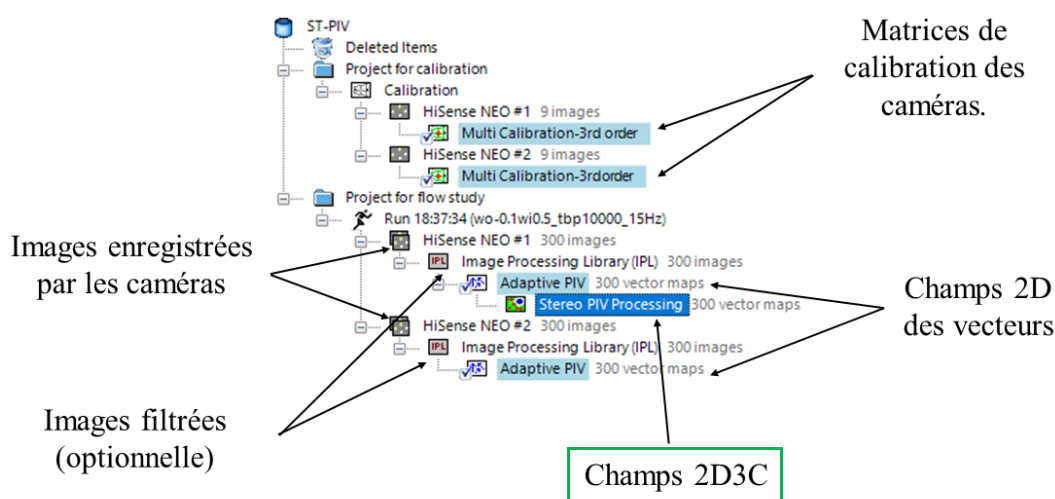 ST-PIV
Deleted Items
Project for calibration
Calibration
HiSense NEO #1 9 images
Multi Calibration-3rd order
HiSense NEO #2 9 images
Multi Calibration-3rdorder
Project for flow study
Run 18:37:34 (wo-0.1wi0.5_tbp10000_15Hz)
HiSense NEO #1 300 images
IPL Image Processing Library (IPL) 300 images
Adaptive PIV 300 vector maps
Stereo PIV Processing 300 vector maps
HiSense NEO #2 300 images
IPL Image Processing Library (IPL) 300 images
Adaptive PIV 300 vector maps
Matrices de
calibration des
caméras.
Images enregistrées
par les caméras
Champs 2D
des vecteurs
Images filtrées
(optionnelle)
Champs 2D3C